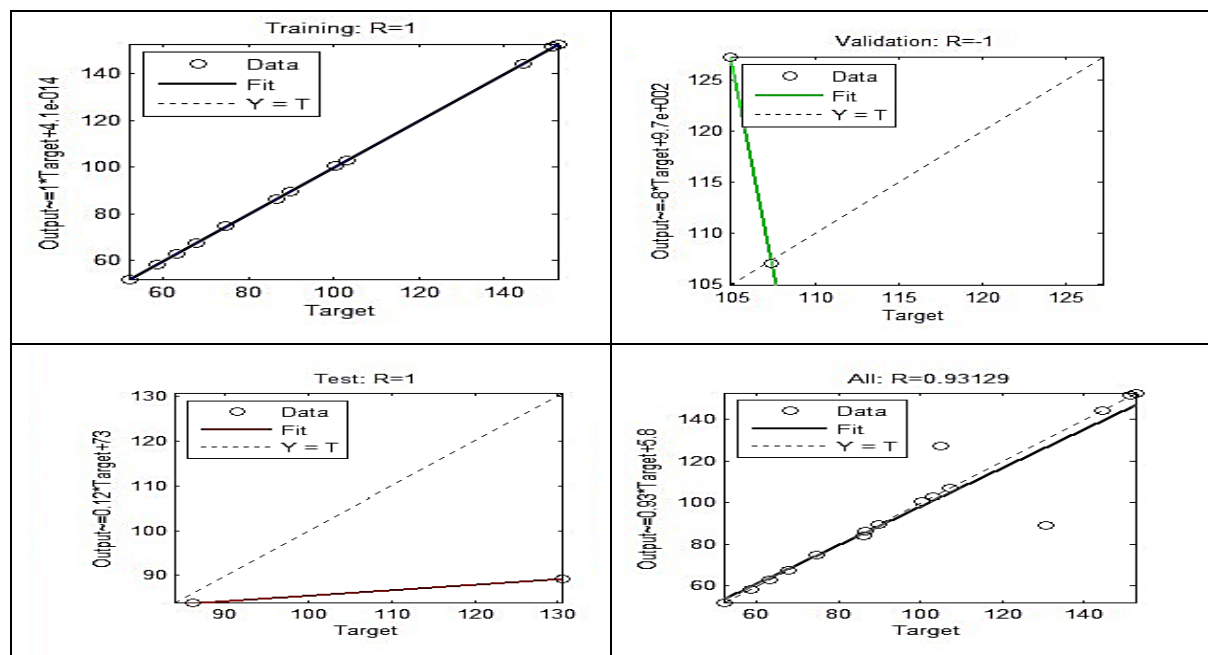 Training: R=1
Output~=1*Target+4.1e-014
Data
Fit
Y = T
140
120
100
80
60
60
80
100
120
140
Target
Validation: R=-1
Output~=-8*Target+9.7e+002
Data
Fit
Y = T
125
120
115
110
105
105
110
115
120
125
Target
Test: R=1
Output~=0.12*Target+73
Data
Fit
Y = T
130
120
110
100
90
90
100
110
120
130
Target
All: R=0.93129
Output~=0.93*Target+5.8
Data
Fit
Y = T
140
120
100
80
60
60
80
100
120
140
Target